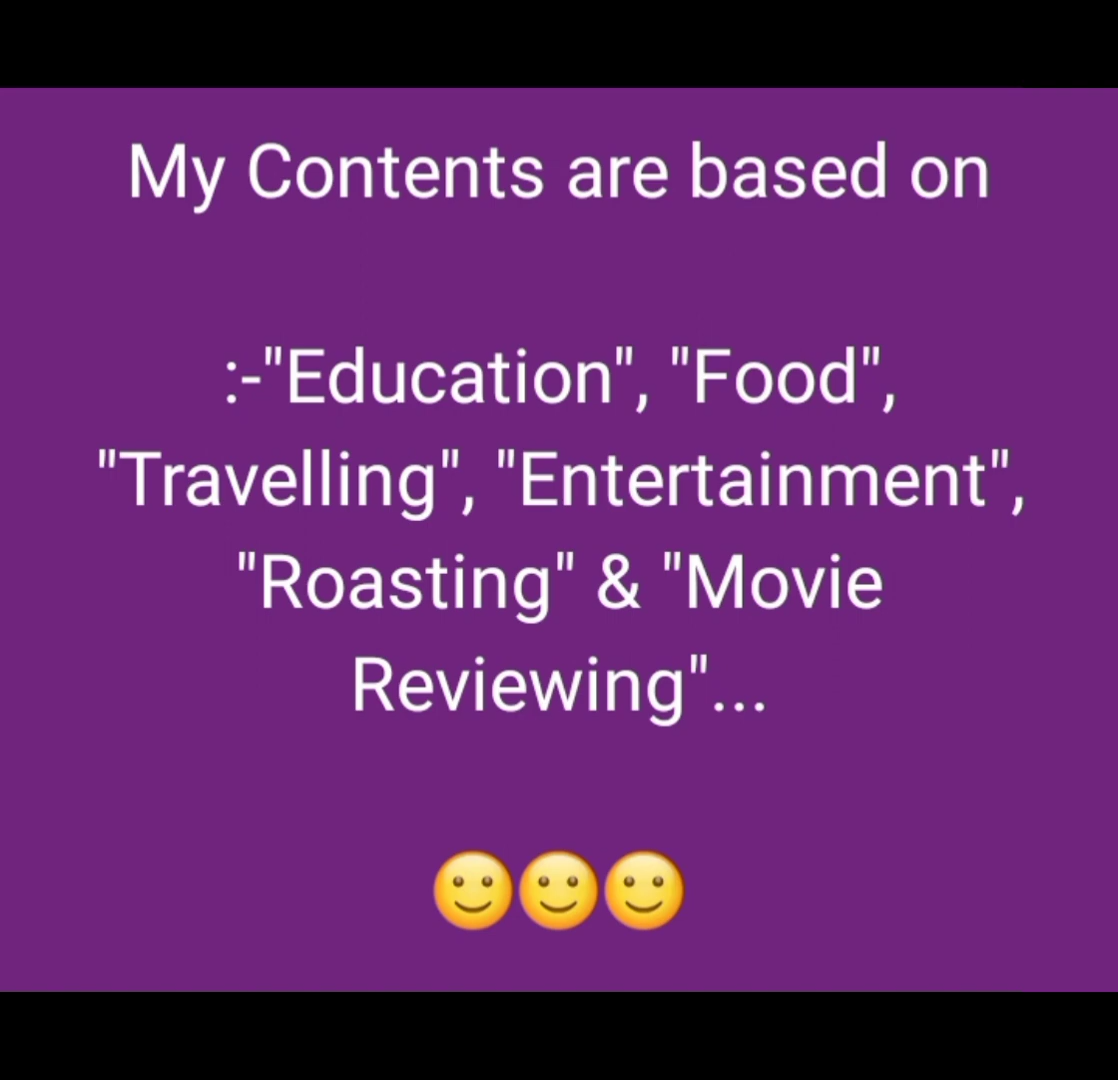 My Contents are based on
:-"Education", "Food",
"Travelling", "Entertainment",
"Roasting" & "Movie
Reviewing"...
🙂🙂🙂